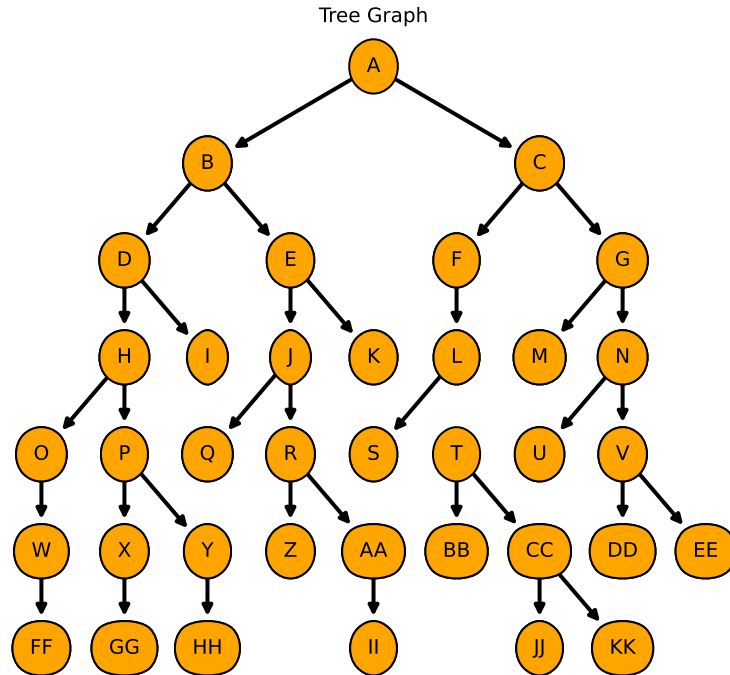 Tree Graph
A
B C
D E F G
H I J K L M N
O P Q R S T U V
W X Y Z AA BB CC DD EE
FF GG HH II JJ KK